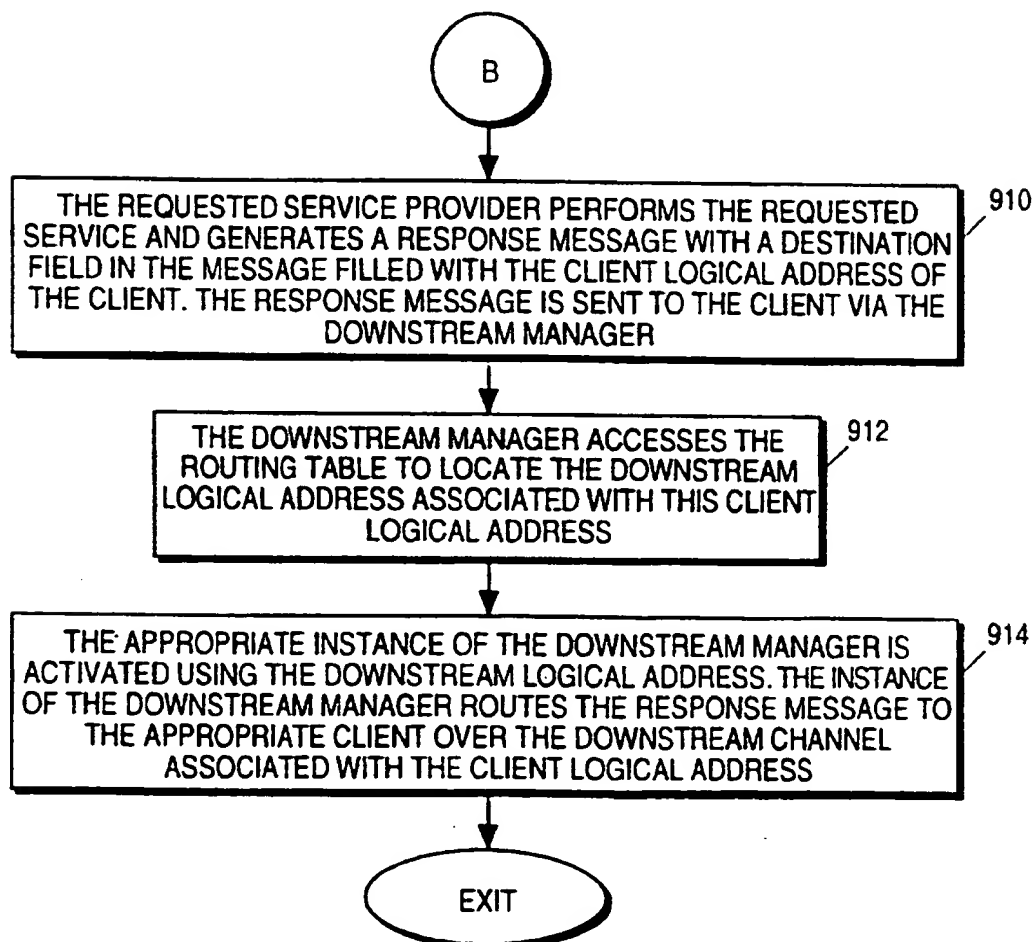 B
THE REQUESTED SERVICE PROVIDER PERFORMS THE REQUESTED
SERVICE AND GENERATES A RESPONSE MESSAGE WITH A DESTINATION
FIELD IN THE MESSAGE FILLED WITH THE CLIENT LOGICAL ADDRESS OF
THE CLIENT. THE RESPONSE MESSAGE IS SENT TO THE CLIENT VIA THE
DOWNSTREAM MANAGER
910
THE DOWNSTREAM MANAGER ACCESSES THE
ROUTING TABLE TO LOCATE THE DOWNSTREAM
LOGICAL ADDRESS ASSOCIATED WITH THIS CLIENT
LOGICAL ADDRESS
912
THE APPROPRIATE INSTANCE OF THE DOWNSTREAM MANAGER IS
ACTIVATED USING THE DOWNSTREAM LOGICAL ADDRESS. THE INSTANCE
OF THE DOWNSTREAM MANAGER ROUTES THE RESPONSE MESSAGE TO
THE APPROPRIATE CLIENT OVER THE DOWNSTREAM CHANNEL
ASSOCIATED WITH THE CLIENT LOGICAL ADDRESS
914
EXIT